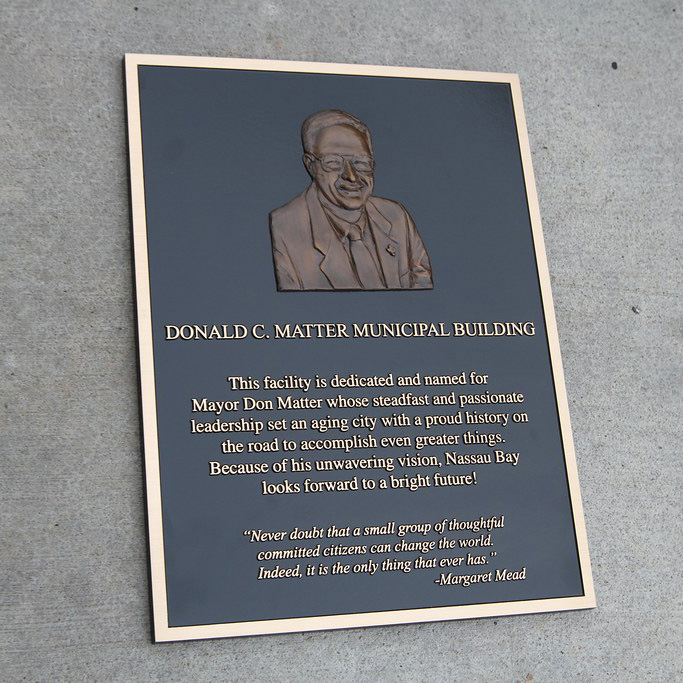 DONALD C. MATTER MUNICIPAL BUILDING
This facility is dedicated and named for
Mayor Don Matter whose steadfast and passionate
leadership set an aging city with a proud history on
the road to accomplish even greater things.
Because of his unwavering vision, Nassau Bay
looks forward to a bright future!
“Never doubt that a small group of thoughtful
committed citizens can change the world.
Indeed, it is the only thing that ever has.”
-Margaret Mead